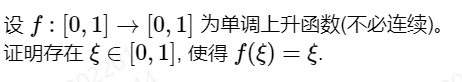 设 f : [0, 1] → [0, 1] 为单调上升函数(不必连续)。
证明存在 ξ ∈ [0, 1], 使得 f(ξ) = ξ.